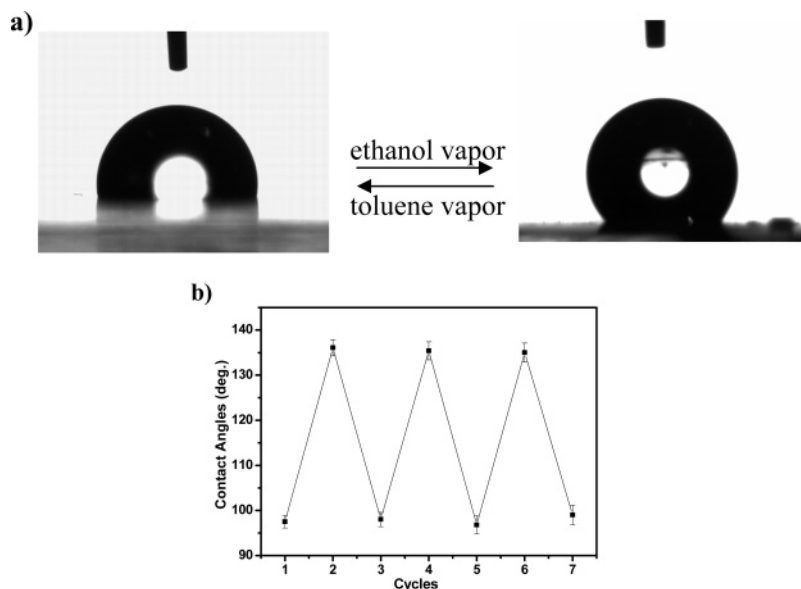 a)
ethanol vapor
toluene vapor
b)
Contact Angles (deg.)
140
130
120
110
100
90
1 2 3 4 5 6 7
Cycles